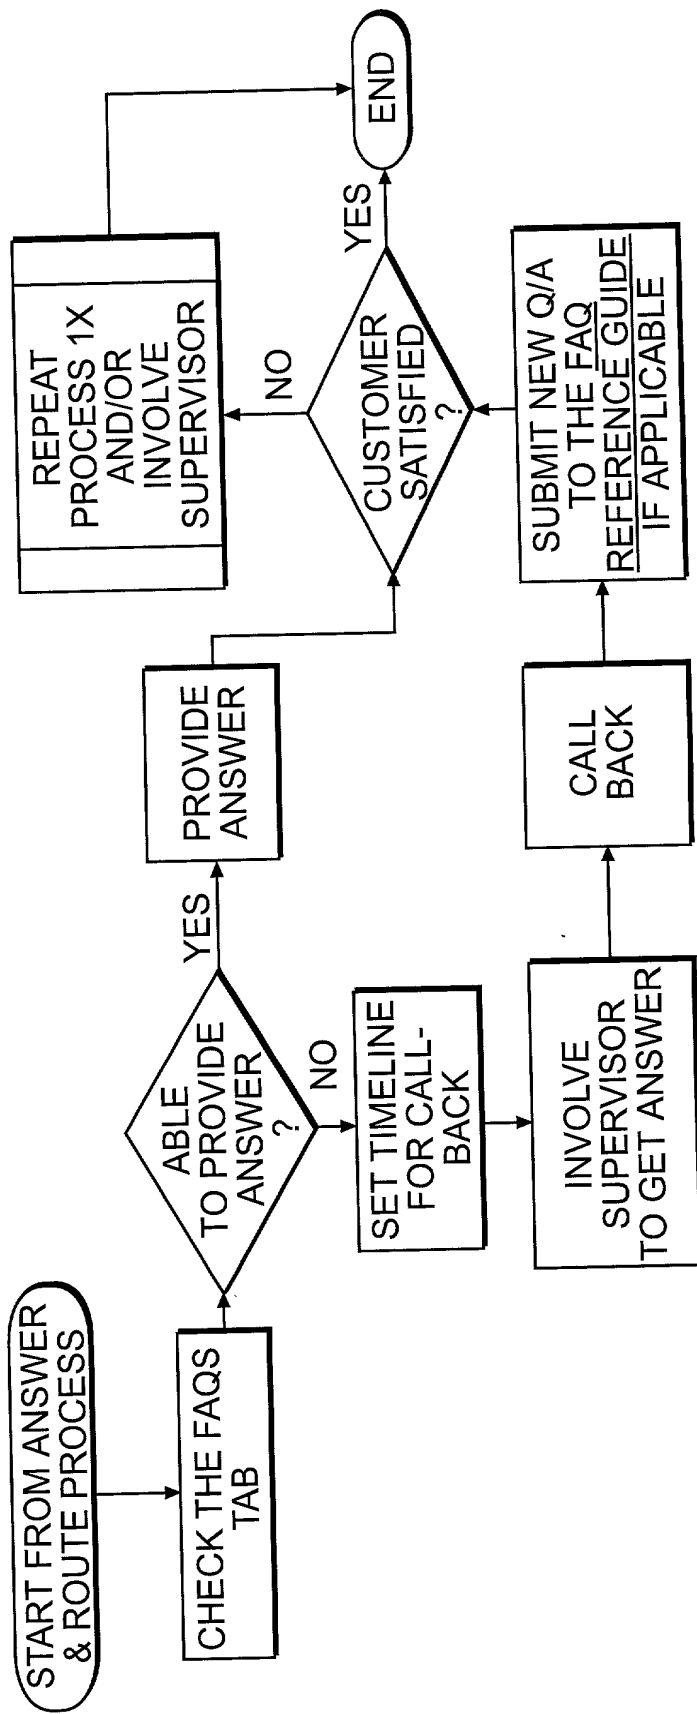 START FROM ANSWER
& ROUTE PROCESS
CHECK THE FAQS
TAB
ABLE
TO PROVIDE
ANSWER
?
YES
NO
PROVIDE
ANSWER
SET TIMELINE
FOR CALL-
BACK
INVOLVE
SUPERVISOR
TO GET ANSWER
CALL
BACK
SUBMIT NEW Q/A
TO THE FAQ
REFERENCE GUIDE
IF APPLICABLE
CUSTOMER
SATISFIED
?
NO
YES
REPEAT
PROCESS 1X
AND/OR
INVOLVE
SUPERVISOR
END